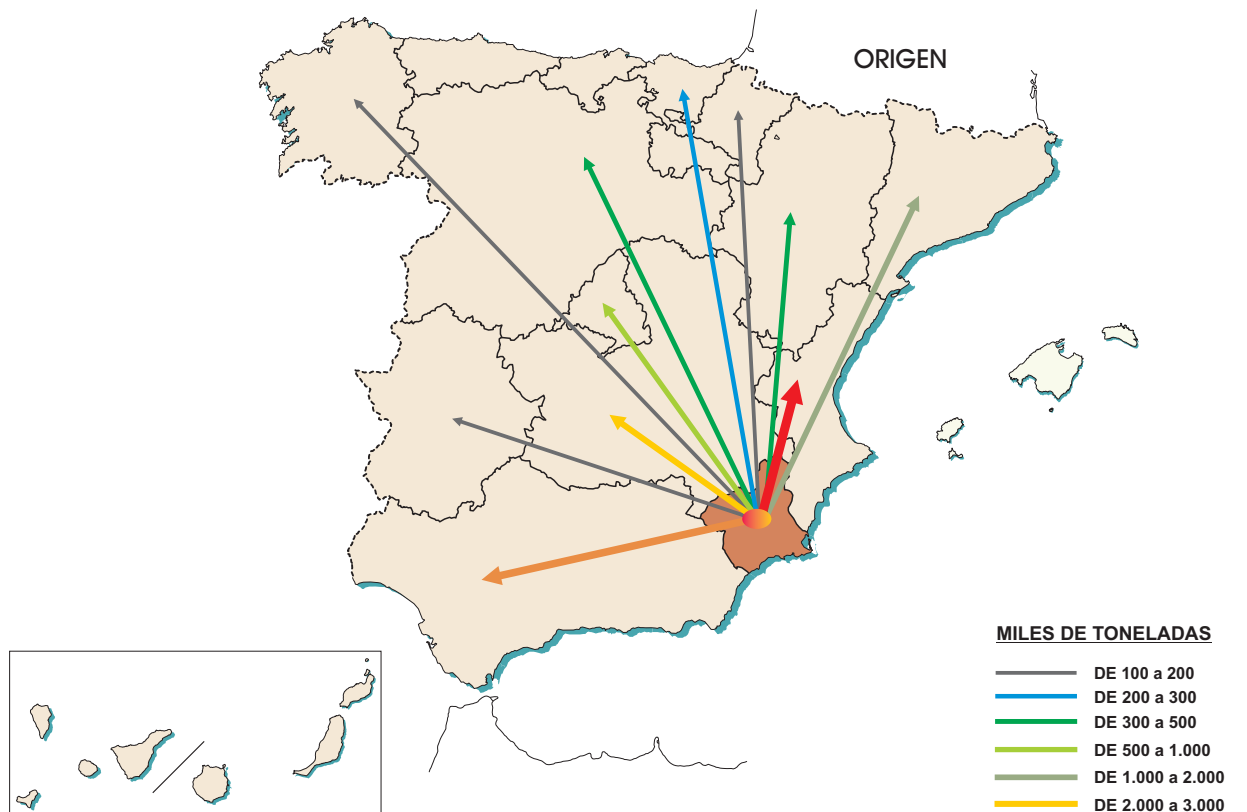 ORIGEN
MILES DE TONELADAS
DE 100 a 200
DE 200 a 300
DE 300 a 500
DE 500 a 1.000
DE 1.000 a 2.000
DE 2.000 a 3.000